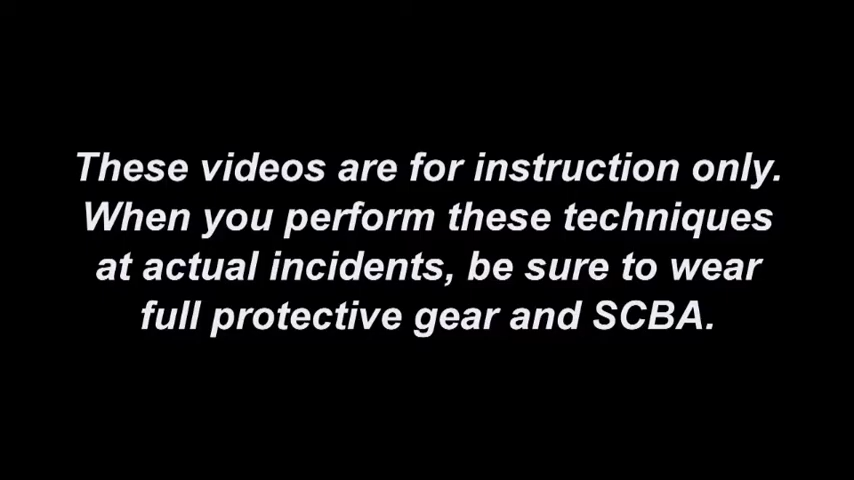 These videos are for instruction only.
When you perform these techniques
at actual incidents, be sure to wear
full protective gear and SCBA.